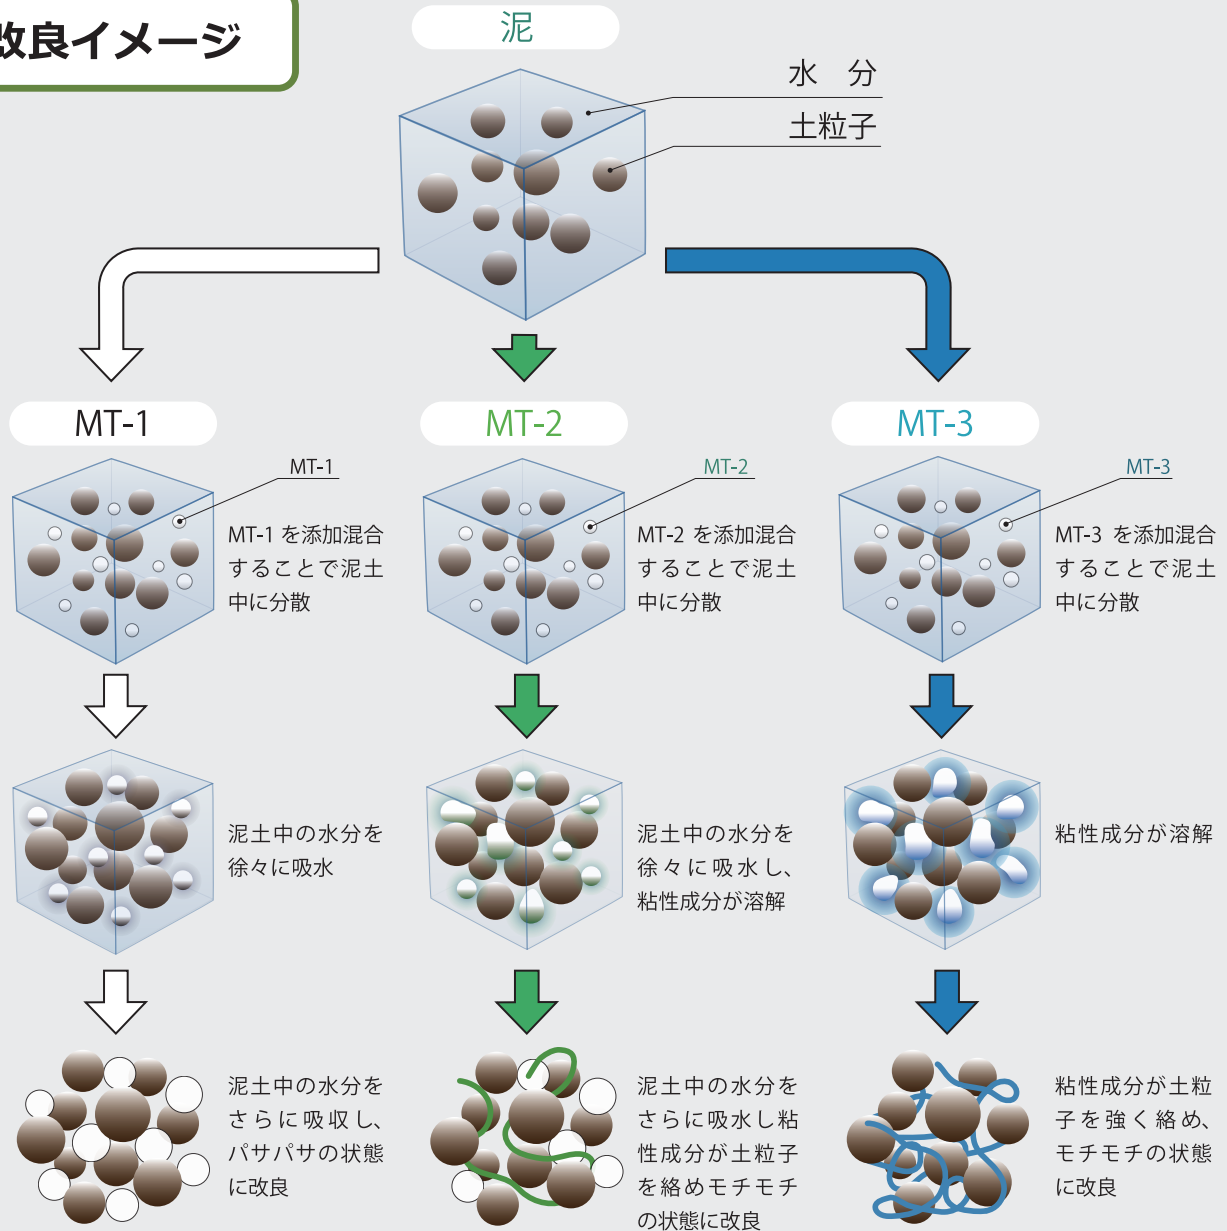 改良イメージ
泥
水 分
土粒子
MT-1
MT-1
MT-1 を添加混合
することで泥土
中に分散
泥土中の水分を
徐々に吸水
泥土中の水分を
さらに吸収し、
パサパサの状態
に改良
MT-2
MT-2
MT-2 を添加混合
することで泥土
中に分散
泥土中の水分を
徐々に吸水し、
粘性成分が溶解
泥土中の水分を
さらに吸水し粘
性成分が土粒子
を絡めモチモチ
の状態に改良
MT-3
MT-3
MT-3 を添加混合
することで泥土
中に分散
粘性成分が溶解
粘性成分が土粒
子を強く絡め、
モチモチの状態
に改良